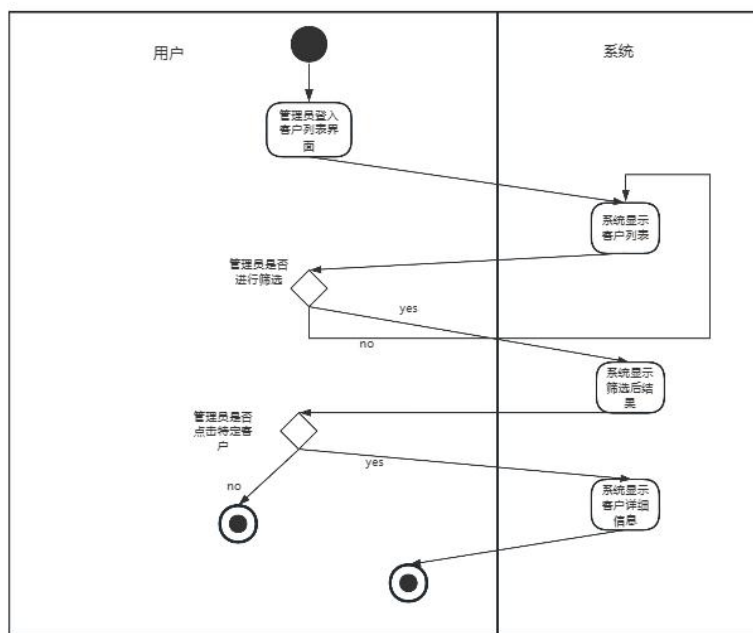 用户
系统
管理员登入
客户列表界
面
系统显示
客户列表
管理员是否
进行筛选
yes
no
系统显示
筛选后结
果
管理员是否
点击特定客
户
yes
no
系统显示
客户详细
信息